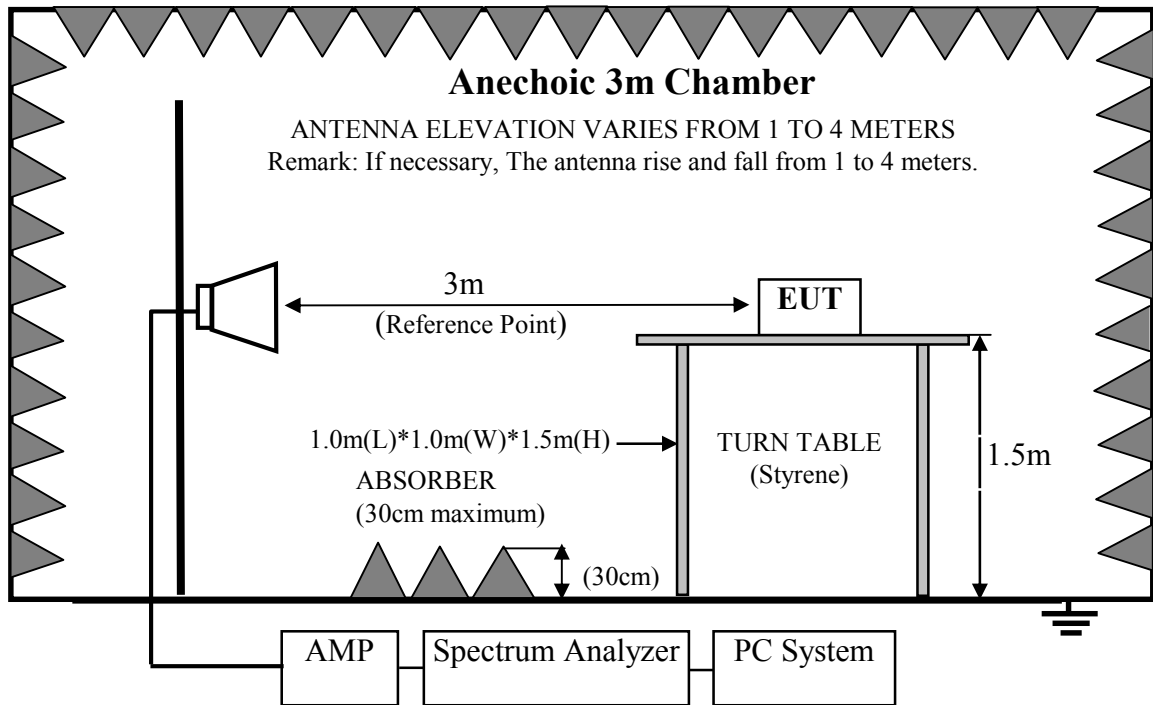 Anechoic 3m Chamber
ANTENNA ELEVATION VARIES FROM 1 TO 4 METERS
Remark: If necessary, The antenna rise and fall from 1 to 4 meters.
3m
(Reference Point)
EUT
1.0m(L)*1.0m(W)*1.5m(H)
ABSORBER
(30cm maximum)
(30cm)
TURN TABLE
(Styrene)
1.5m
AMP
Spectrum Analyzer
PC System